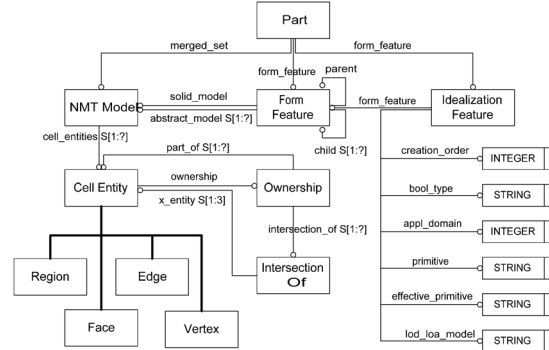 Part
merged_set
form_feature
form_feature
parent
NMT Model
solid_model
abstract_model S[1:?]
Form
Feature
form_feature
Idealization
Feature
cell_entities S[1:?]
part_of S[1:?]
child S[1:?]
creation_order
INTEGER
Cell Entity
ownership
x_entity S[1:3]
Ownership
bool_type
STRING
intersection_of S[1:?]
appl_domain
INTEGER
Region
Edge
Intersection
Of
primitive
STRING
Face
Vertex
effective_primitive
STRING
lod_loa_model
STRING